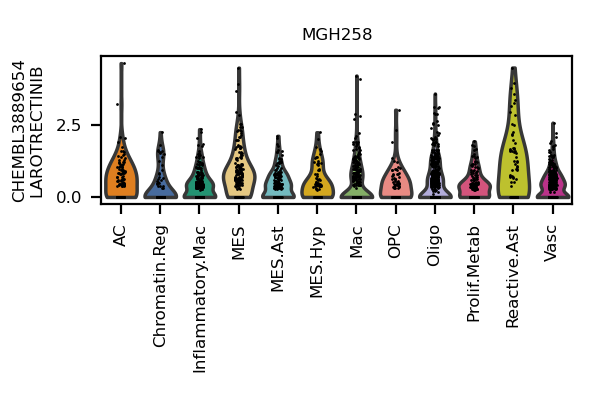 MGH258
CHEMBL3889654
LAROTRECTINIB
2.5
0.0
AC
Chromatin.Reg
Inflammatory.Mac
MES
MES.Ast
MES.Hyp
Mac
OPC
Oligo
Prolif.Metab
Reactive.Ast
Vasc